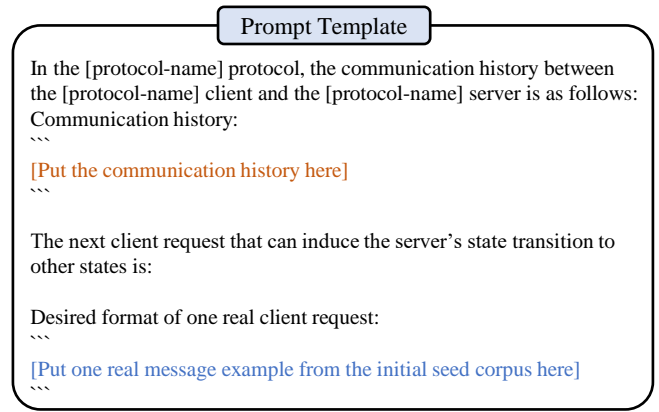 Prompt Template
In the [protocol-name] protocol, the communication history between
the [protocol-name] client and the [protocol-name] server is as follows:
Communication history:
```
[Put the communication history here]
```
The next client request that can induce the server’s state transition to
other states is:
Desired format of one real client request:
```
[Put one real message example from the initial seed corpus here]
```